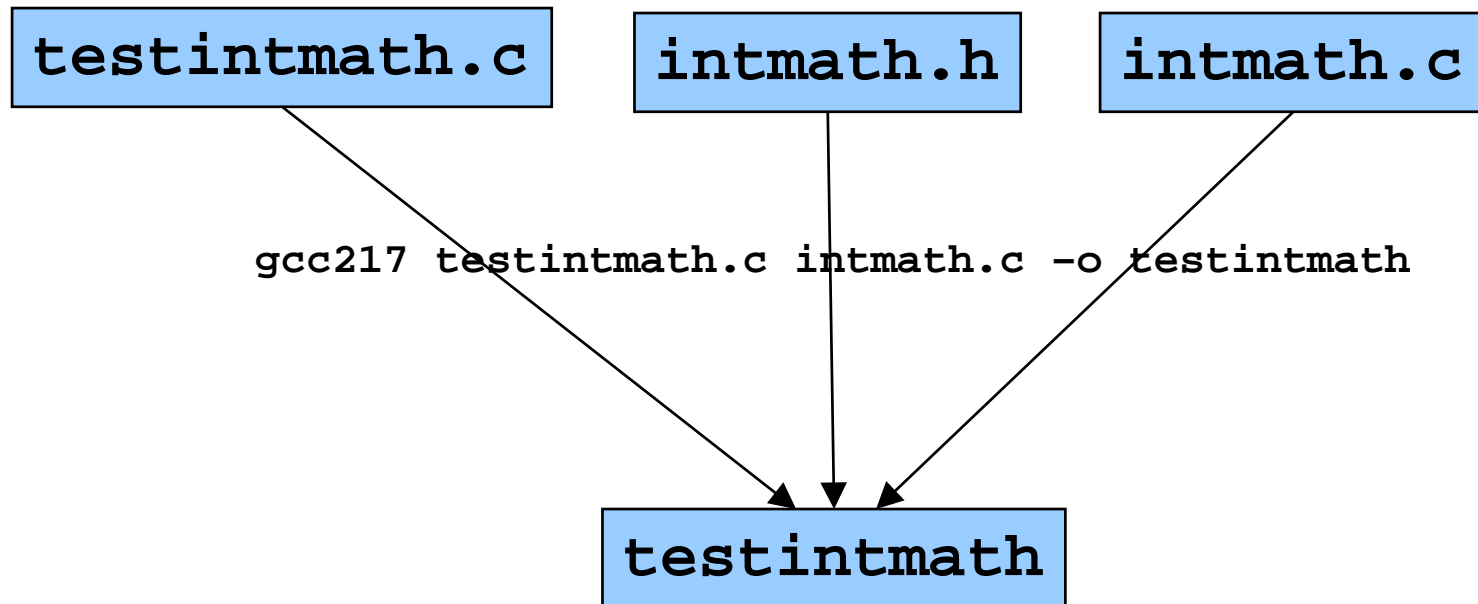 testintmath.c
intmath.h
intmath.c
gcc217 testintmath.c intmath.c –o testintmath
testintmath